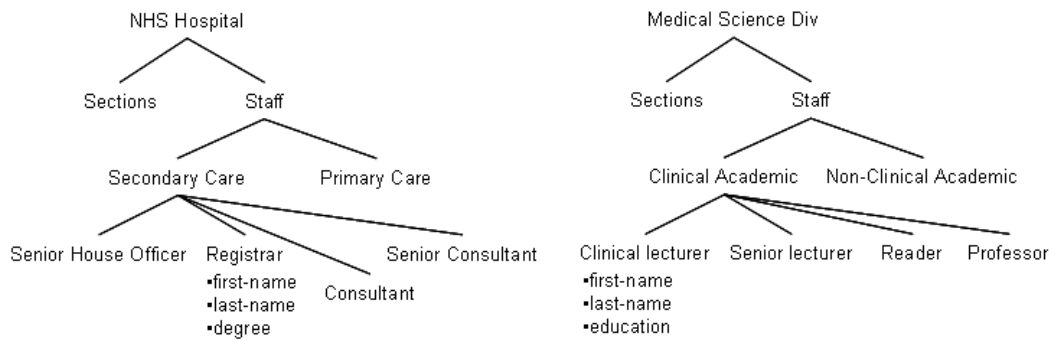 NHS Hospital
Sections
Staff
Secondary Care
Primary Care
Senior House Officer
Registrar
▪first-name
▪last-name
▪degree
Consultant
Senior Consultant
Medical Science Div
Sections
Staff
Clinical Academic
Non-Clinical Academic
Clinical lecturer
▪first-name
▪last-name
▪education
Senior lecturer
Reader
Professor